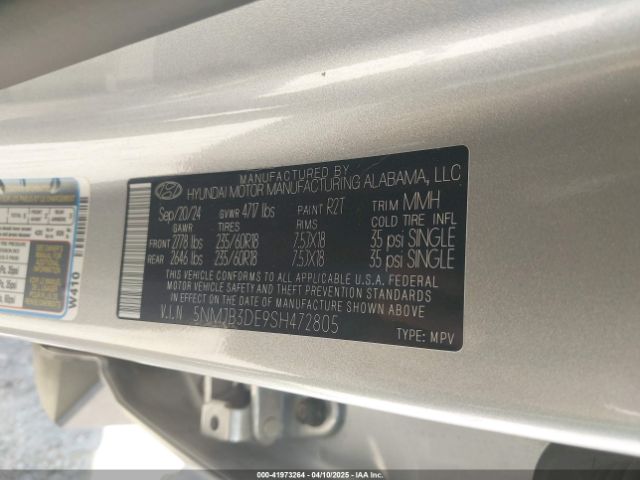 MANUFACTURED BY
HYUNDAI MOTOR MANUFACTURING ALABAMA, LLC
Sep/20/24 GVWR 4717 lbs PAINT R2T TRIM MMH
GAWR TIRES RIMS COLD TIRE INFL
FRONT 2778 lbs 235/60R18 7.5JX18 35 psi SINGLE
REAR 2646 lbs 235/60R18 7.5JX18 35 psi SINGLE
THIS VEHICLE CONFORMS TO ALL APPLICABLE U.S.A. FEDERAL
MOTOR VEHICLE SAFETY AND THEFT PREVENTION STANDARDS
IN EFFECT ON THE DATE OF MANUFACTURE SHOWN ABOVE
V.I.N 5NMJB3DE9SH472805
TYPE: MPV
W410
000-41973264 - 04/10/2025 - COPYRIGHT IAA, LLC